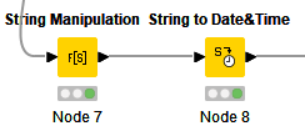 String Manipulation String to Date&Time
F[S] S
Node 7 Node 8